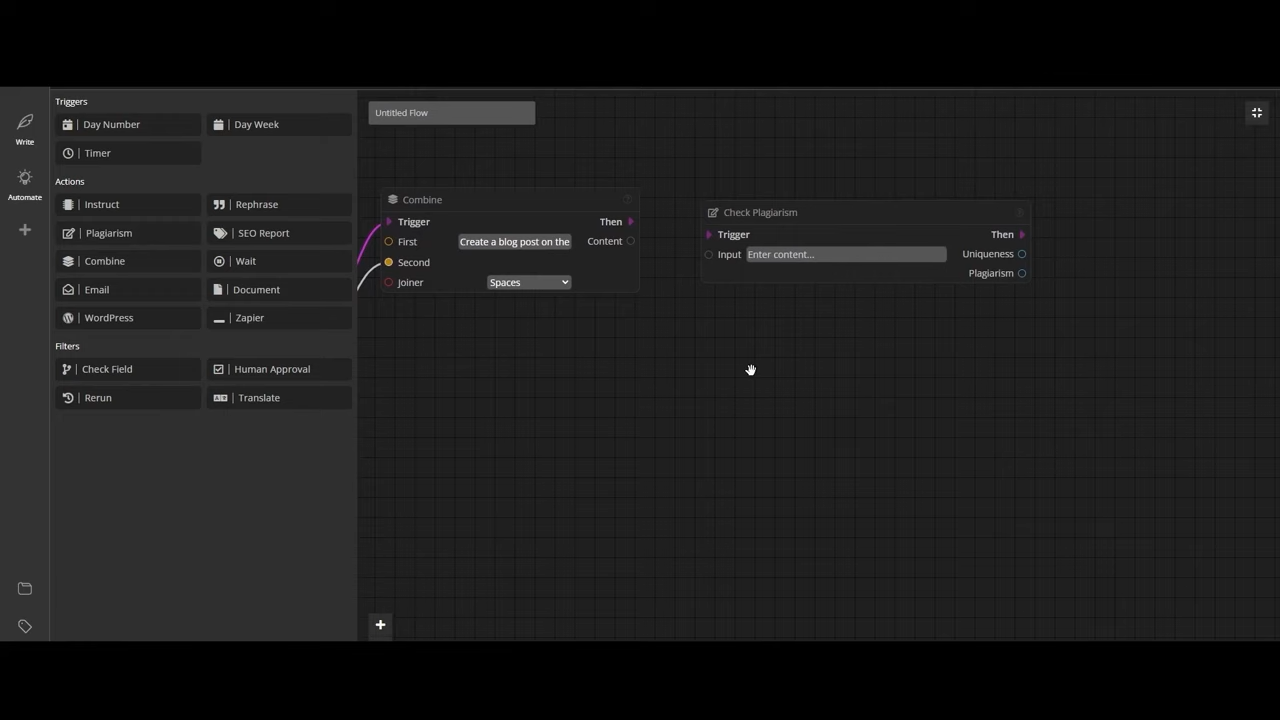 Write
Automate
Triggers
Day Number
Day Week
Timer
Actions
Instruct
Rephrase
Plagiarism
SEO Report
Combine
Wait
Email
Document
WordPress
Zapier
Filters
Check Field
Human Approval
Rerun
Translate
Untitled Flow
Combine
Trigger
Then
First
Create a blog post on the
Content
Second
Joiner
Spaces
Check Plagiarism
Trigger
Then
Input
Enter content...
Uniqueness
Plagiarism